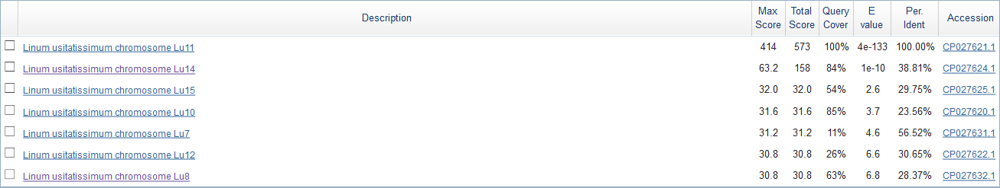 Description Max Score Total Score Query Cover E value Per. Ident Accession
Linum usitatissimum chromosome Lu11 414 573 100% 4e-133 100.00% CP027621.1
Linum usitatissimum chromosome Lu14 63.2 158 84% 1e-10 38.81% CP027624.1
Linum usitatissimum chromosome Lu15 32.0 32.0 54% 2.6 29.75% CP027625.1
Linum usitatissimum chromosome Lu10 31.6 31.6 85% 3.7 23.56% CP027620.1
Linum usitatissimum chromosome Lu7 31.2 31.2 11% 4.6 56.52% CP027631.1
Linum usitatissimum chromosome Lu12 30.8 30.8 26% 6.6 30.65% CP027622.1
Linum usitatissimum chromosome Lu8 30.8 30.8 63% 6.8 28.37% CP027632.1